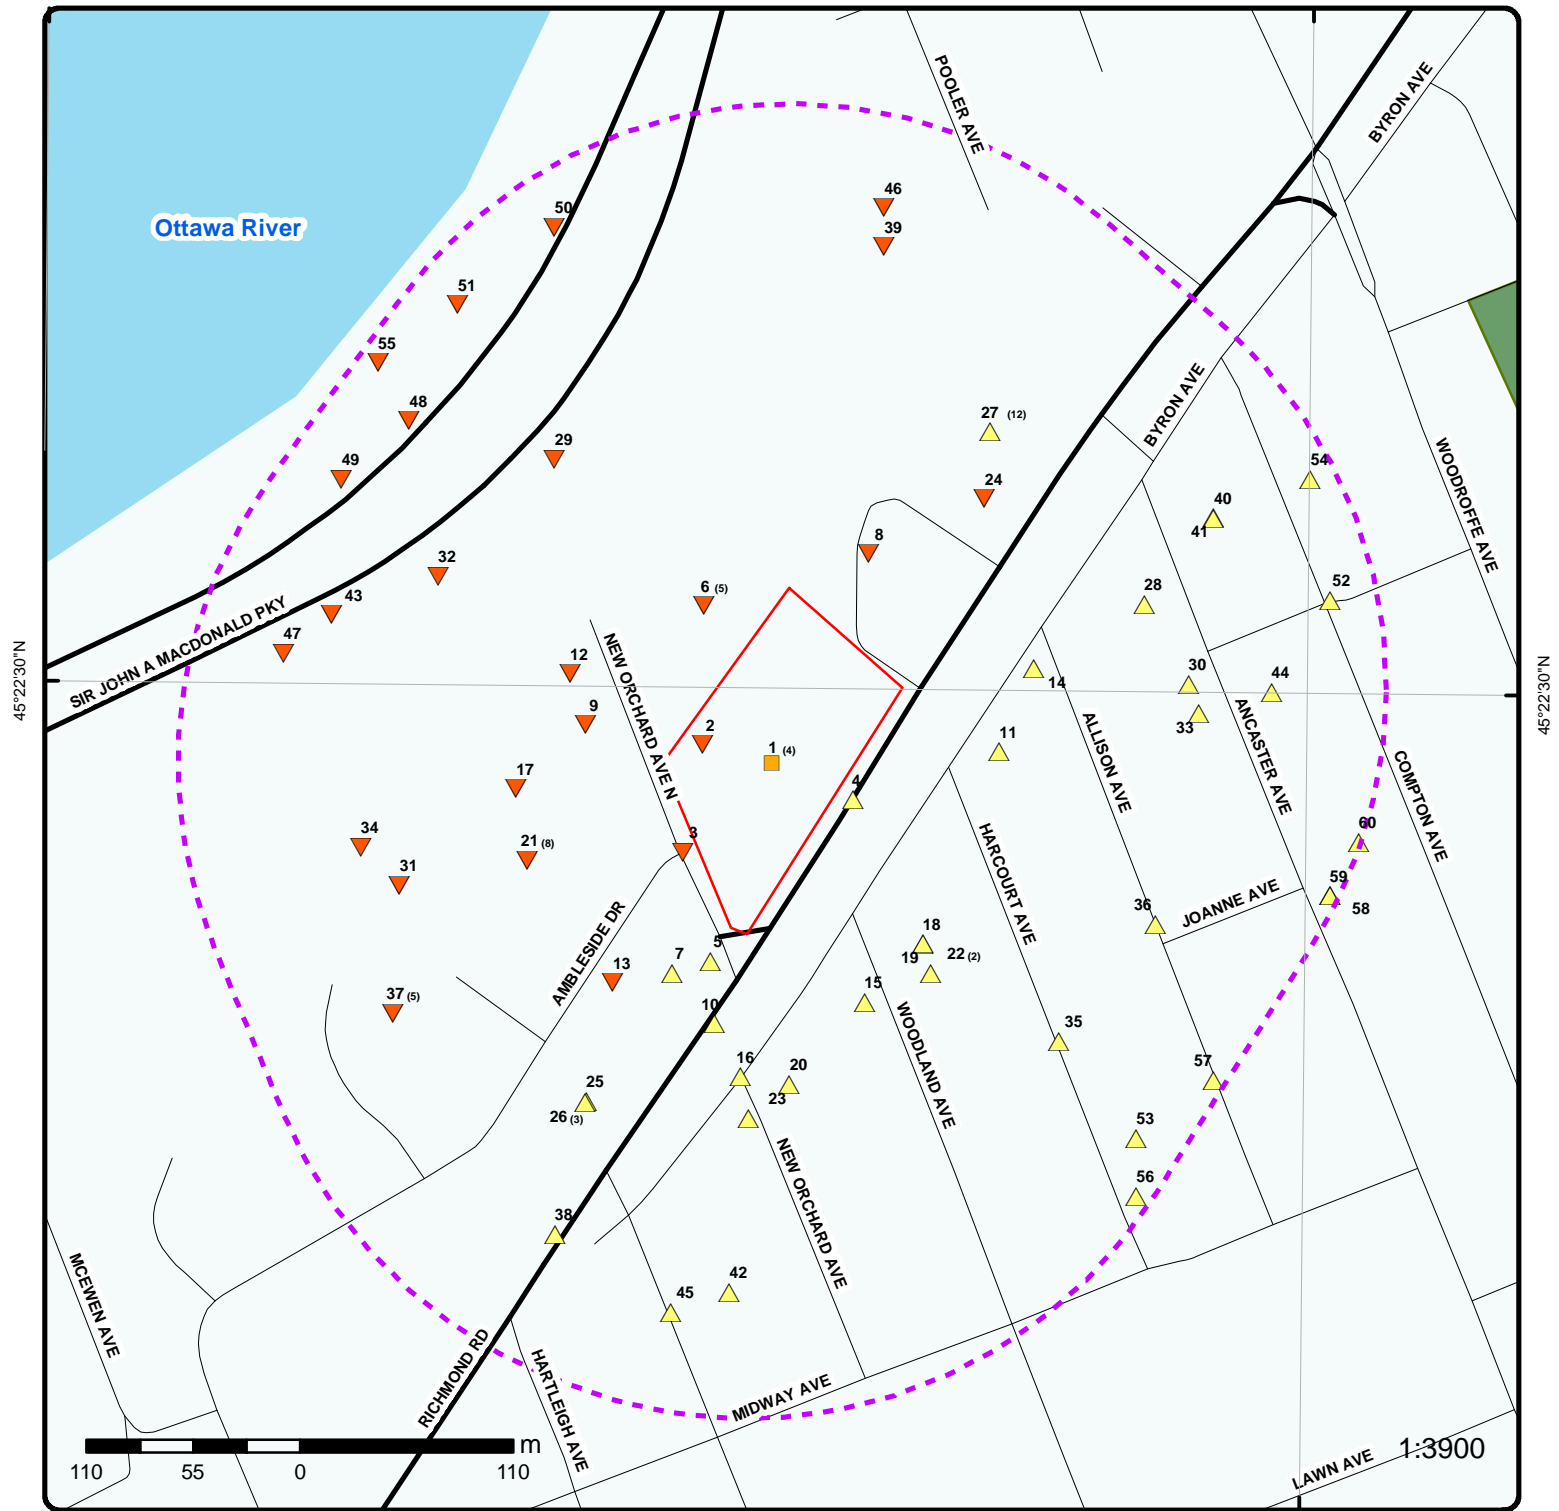 POOLER AVE
BYRON AVE
46
50
Ottawa River
39
51
55
48
27 (12)
BYRON AVE
29
WOODROFFE AVE
49
54
24
40
41
8
32
6 (5)
28
52
43
SIR JOHN A MACDONALD PKY
47
12
NEW ORCHARD AVE N
14
30
44
45°22'30"N
45°22'30"N
9
2
1 (4)
33
ANCASTER AVE
11
ALLISON AVE
17
4
COMPTON AVE
34
21 (8)
3
HARCOURT AVE
60
31
59
58
JOANNE AVE
36
AMBLESIDE DR
5
7
18
19
22 (2)
13
37 (5)
15
10
WOODLAND AVE
35
16
20
57
25
26 (3)
23
53
NEW ORCHARD AVE
56
38
MCEWEN AVE
42
45
RICHMOND RD
HARTLEIGH AVE
MIDWAY AVE
m
110 55 0 110
LAWN AVE
1:3900